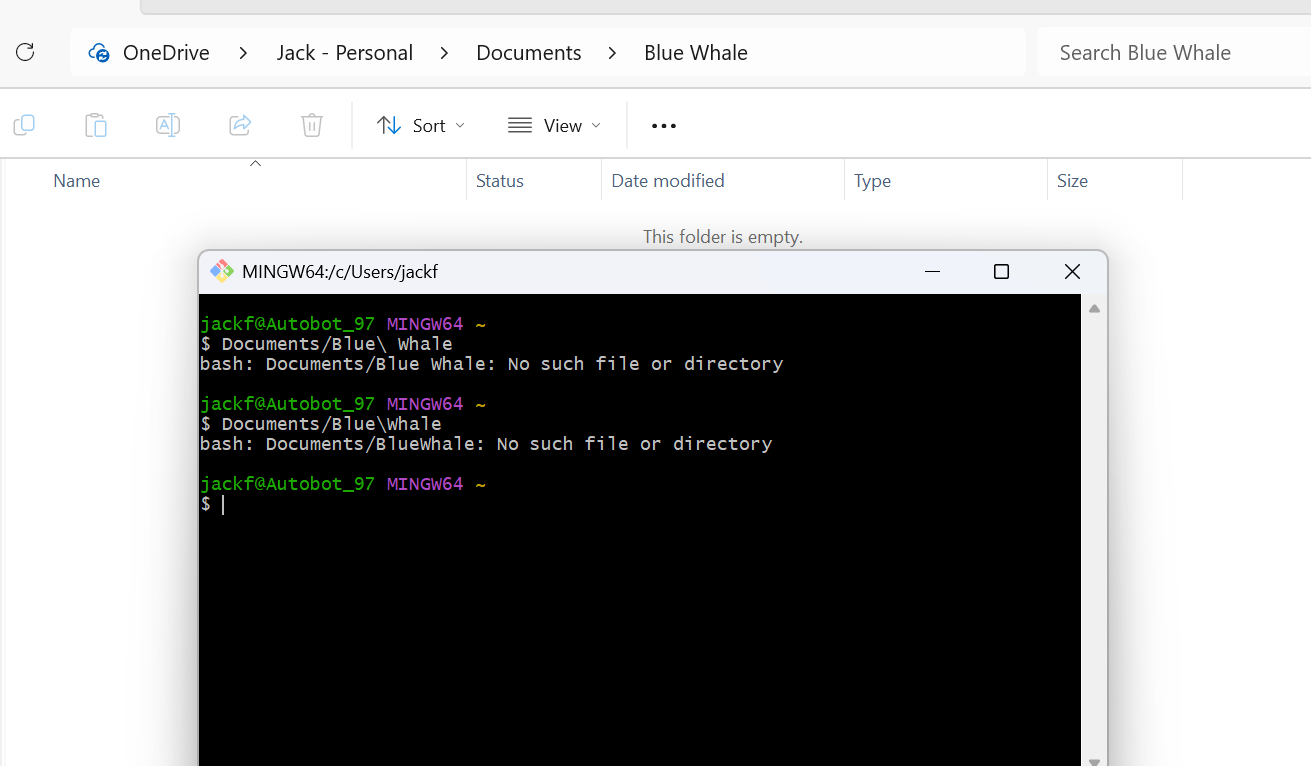 OneDrive > Jack - Personal > Documents > Blue Whale Search Blue Whale
Sort View
Name Status Date modified Type Size
This folder is empty.
MINGW64:/c/Users/jackf
jackf@Autobot_97 MINGW64 ~
$ Documents/Blue\ Whale
bash: Documents/Blue Whale: No such file or directory
jackf@Autobot_97 MINGW64 ~
$ Documents/Blue\Whale
bash: Documents/BlueWhale: No such file or directory
jackf@Autobot_97 MINGW64 ~
$